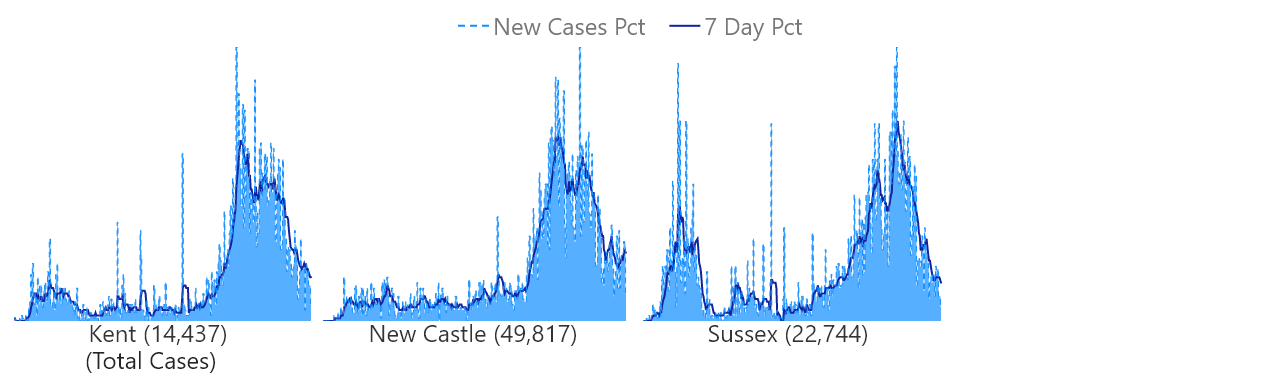 New Cases Pct 7 Day Pct
Kent (14,437) New Castle (49,817) Sussex (22,744)
(Total Cases)